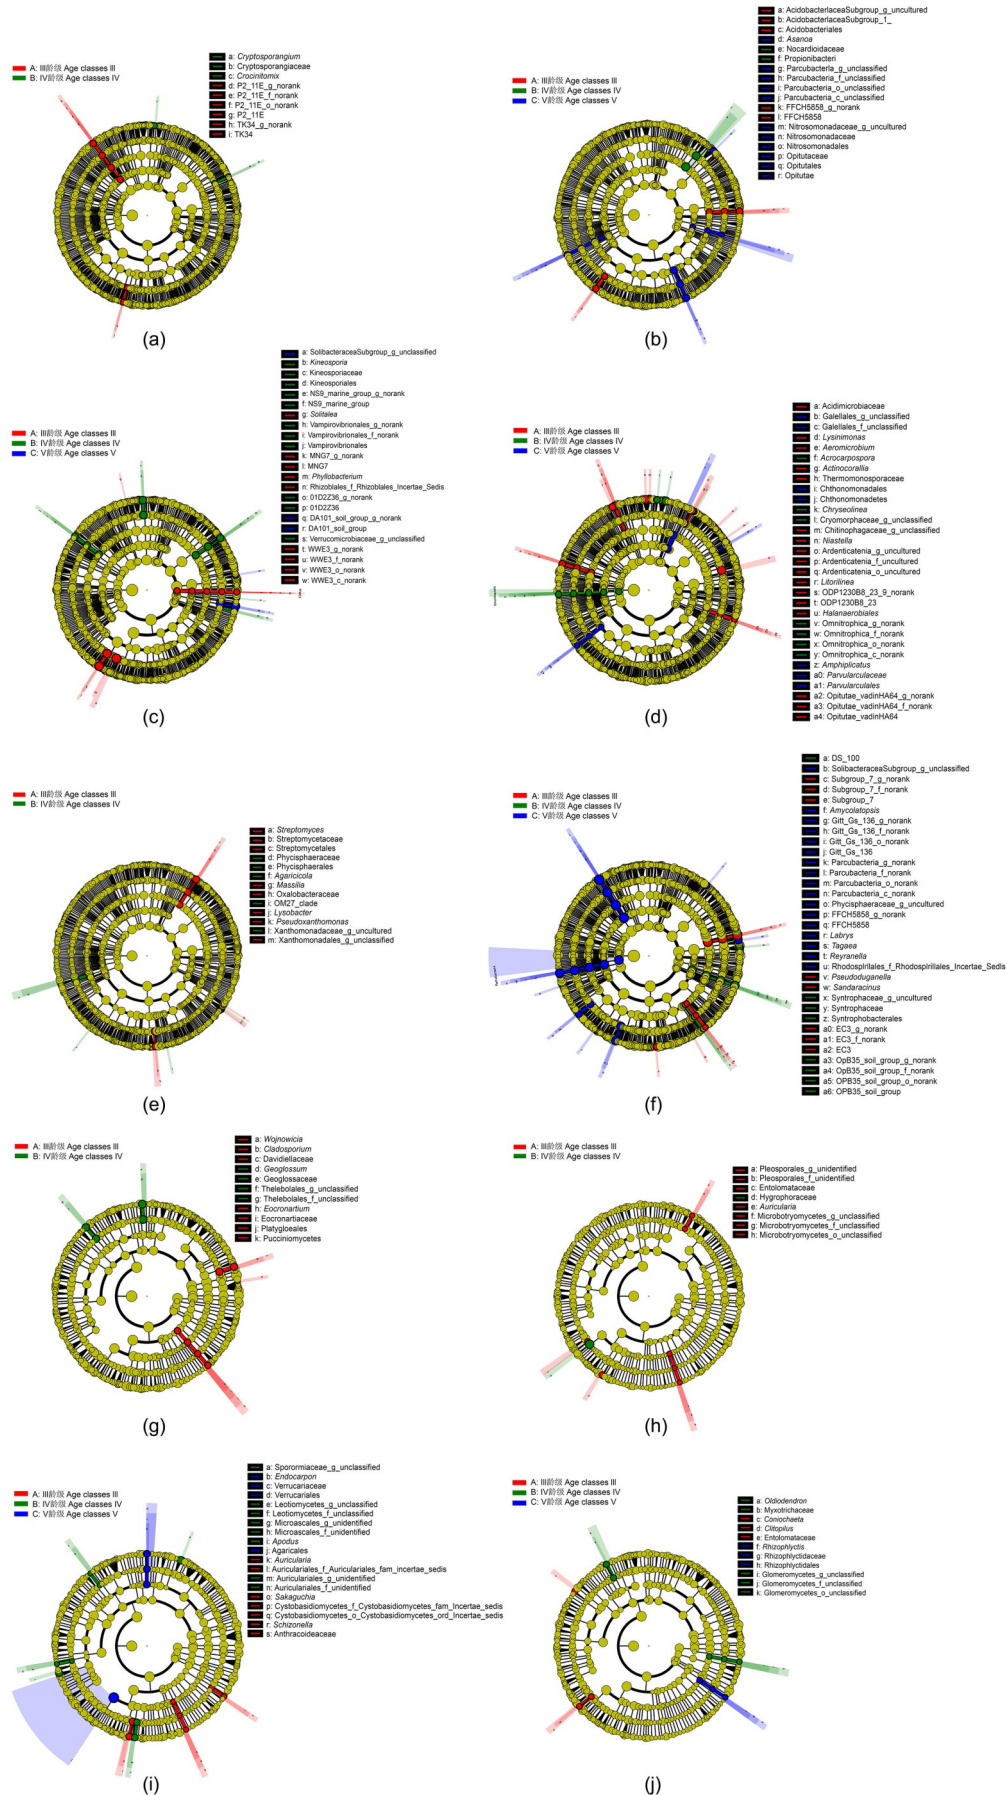 A: III龄级 Age classes III
B: IV龄级 Age classes IV
a: Cryptosporangium
b: Cryptosporangiaceae
c: Crocinitomix
d: P2_11E_g_norank
e: P2_11E_f_norank
f: P2_11E_o_norank
g: P2_11E
h: TK34_g_norank
i: TK34
(a)
A: III龄级 Age classes III
B: IV龄级 Age classes IV
C: V龄级 Age classes V
a: AcidobacterlaceaSubgroup_g_uncultured
b: AcidobacterlaceaSubgroup_1_
c: Acidobacteriales
d: Asanoa
e: Nocardioidaceae
f: Propionibacteri
g: Parcubacterla_g_unclassified
h: Parcubacteria_f_unclassified
i: Parcubacteria_o_unclassified
j: Parcubacteria_c_unclassified
k: FFCH5858_g_norank
l: FFCH5858
m: Nitrosomonadaceae_g_uncultured
n: Nitrosomonadaceae
o: Nitrosomonadales
p: Opitutaceae
q: Opitutales
r: Opitutae
(b)
A: III龄级 Age classes III
B: IV龄级 Age classes IV
C: V龄级 Age classes V
a: SolibacteraceaSubgroup_g_unclassified
b: Kineosporia
c: Kineosporiaceae
d: Kineosporiales
e: NS9_marine_group_g_norank
f: NS9_marine_group
g: Solitalea
h: Vampirovibrionales_g_norank
i: Vampirovibrionales_f_norank
j: Vampirovibrionales
k: MNG7_g_norank
l: MNG7
m: Phyllobacterium
n: Rhizoblales_f_Rhizoblales_Incertae_Sedis
o: 01D2Z36_g_norank
p: 01D2Z36
q: DA101_soil_group_g_norank
r: DA101_soil_group
s: Verrucomicrobiaceae_g_unclassified
t: WWE3_g_norank
u: WWE3_f_norank
v: WWE3_o_norank
w: WWE3_c_norank
(c)
A: III龄级 Age classes III
B: IV龄级 Age classes IV
C: V龄级 Age classes V
a: Acidimicrobiaceae
b: Galellales_g_unclassified
c: Galellales_f_unclassified
d: Lysinimonas
e: Aeromicrobium
f: Acrocarpospora
g: Actinocorallia
h: Thermomonosporaceae
i: Chthonomonadales
j: Chthonomonadetes
k: Chryseolinea
l: Cryomorphaceae_g_unclassified
m: Chitinophagaceae_g_unclassified
n: Niastella
o: Ardenticatenia_g_uncultured
p: Ardenticatenia_f_uncultured
q: Ardenticatenia_o_uncultured
r: Litorilinea
s: ODP1230B8_23_9_norank
t: ODP1230B8_23
u: Halanaerobiales
v: Omnitrophica_g_norank
w: Omnitrophica_f_norank
x: Omnitrophica_o_norank
y: Omnitrophica_c_norank
z: Amphiplicatus
a0: Parvularculaceae
a1: Parvularculales
a2: Opitutae_vadinHA64_g_norank
a3: Opitutae_vadinHA64_f_norank
a4: OpitutAe_vadinHA64
(d)
A: III龄级 Age classes III
B: IV龄级 Age classes IV
a: Streptomyces
b: Streptomycetaceae
c: Streptomycetales
d: Phycisphaeraceae
e: Phycisphaerales
f: Agaricicola
g: Massilia
h: Oxalobacteraceae
i: OM27_clade
j: Lysobacter
k: Pseudoxanthomonas
l: Xanthomonadaceae_g_uncultured
m: Xanthomonadales_g_unclassified
(e)
A: III龄级 Age classes III
B: IV龄级 Age classes IV
C: V龄级 Age classes V
a: DS_100
b: SolibacteraceaSubgroup_g_unclassified
c: Subgroup_7_g_norank
d: Subgroup_7_f_norank
e: Subgroup_7
f: Amycolatopsis
g: Gitt_Gs_136_g_norank
h: Gitt_Gs_136_f_norank
i: Gitt_Gs_136_o_norank
j: Gitt_Gs_136
k: Parcubacteria_g_norank
l: Parcubacteria_f_norank
m: Parcubacteria_o_norank
n: Parcubacteria_c_norank
o: Phycisphaeraceae_g_uncultured
p: FFCH5858_g_norank
q: FFCH5858
r: Labrys
s: Tagaea
t: Reyranella
u: Rhodospirlllales_f_Rhodosplrillales_Incertae_Sedls
v: Pseudoduganella
w: Sandaracinus
x: Syntrophaceae_g_uncultured
y: Syntrophaceae
z: Syntrophobacterales
a0: EC3_g_norank
a1: EC3_f_norank
a2: EC3
a3: OpB35_soil_group_g_norank
a4: OpB35_soil_group_f_norank
a5: OPB35_soil_group_o_norank
a6: OPB35_soil_group
(f)
A: III龄级 Age classes III
B: IV龄级 Age classes IV
a: Wojnowicia
b: Cladosporium
c: Davidiellaceae
d: Geoglossum
e: Geoglossaceae
f: Thelebolales_g_unclassified
g: Thelebolales_f_unclassified
h: Eocronartium
i: Eocronartiaceae
j: Platygloeales
k: Pucciniomycetes
(g)
A: III龄级 Age classes III
B: IV龄级 Age classes IV
a: Pleosporales_g_unidentified
b: Pleosporales_f_unidentified
c: Entolomataceae
d: Hygrophoraceae
e: Auricularia
f: Microbotryomycetes_g_unclassified
g: Microbotryomycetes_f_unclassified
h: Microbotryomycetes_o_unclassified
(h)
A: III龄级 Age classes III
B: IV龄级 Age classes IV
C: V龄级 Age classes V
a: Sporormiaceae_g_unclassified
b: Endocarpon
c: Verrucariaceae
d: Verrucariales
e: Leotiomycetes_g_unclassified
f: Leotiomycetes_f_unclassified
g: Microascales_g_unidentified
h: Microascales_f_unidentified
i: Apodus
j: Agaricales
k: Auricularia
l: Auriculariales_f_Auriculariales_fam_incertae_sedis
m: Auriculariales_g_unidentified
n: Auriculariales_f_unidentified
o: Sakaguchia
p: Cystobasidiomycetes_f_Cystobasidiomycetes_fam_Incertae_sedis
q: Cystobasidiomycetes_o_Cystobasidiomycetes_ord_Incertae_sedis
r: Schizonella
s: Anthracoideaceae
(i)
A: III龄级 Age classes III
B: IV龄级 Age classes IV
C: V龄级 Age classes V
a: Oldiodendron
b: Myxotrichaceae
c: Coniochaeta
d: Clitopilus
e: Entolomataceae
f: Rhizophlyctis
g: Rhizophlyctidaceae
h: Rhizophlyctidales
i: Glomeromycetes_g_unclassified
j: Glomeromycetes_f_unclassified
k: Glomeromycetes_o_unclassified
(j)